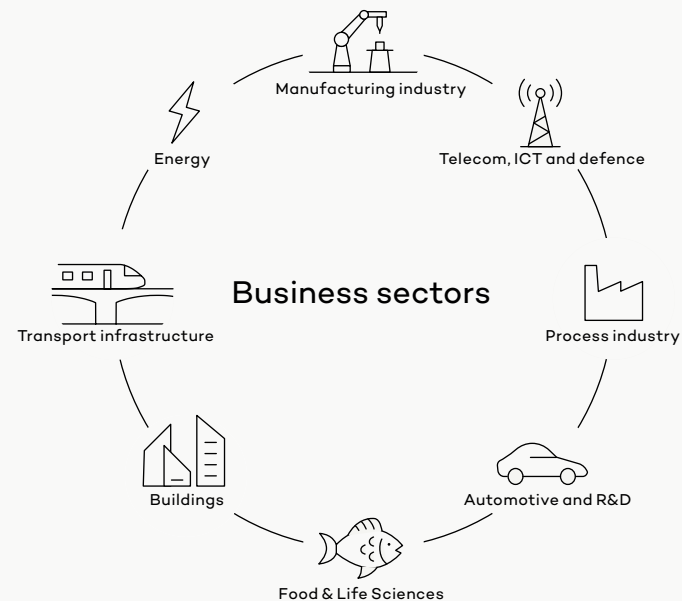 Manufacturing industry
Energy
Telecom, ICT and defence
Business sectors
Transport infrastructure
Process industry
Buildings
Automotive and R&D
Food & Life Sciences